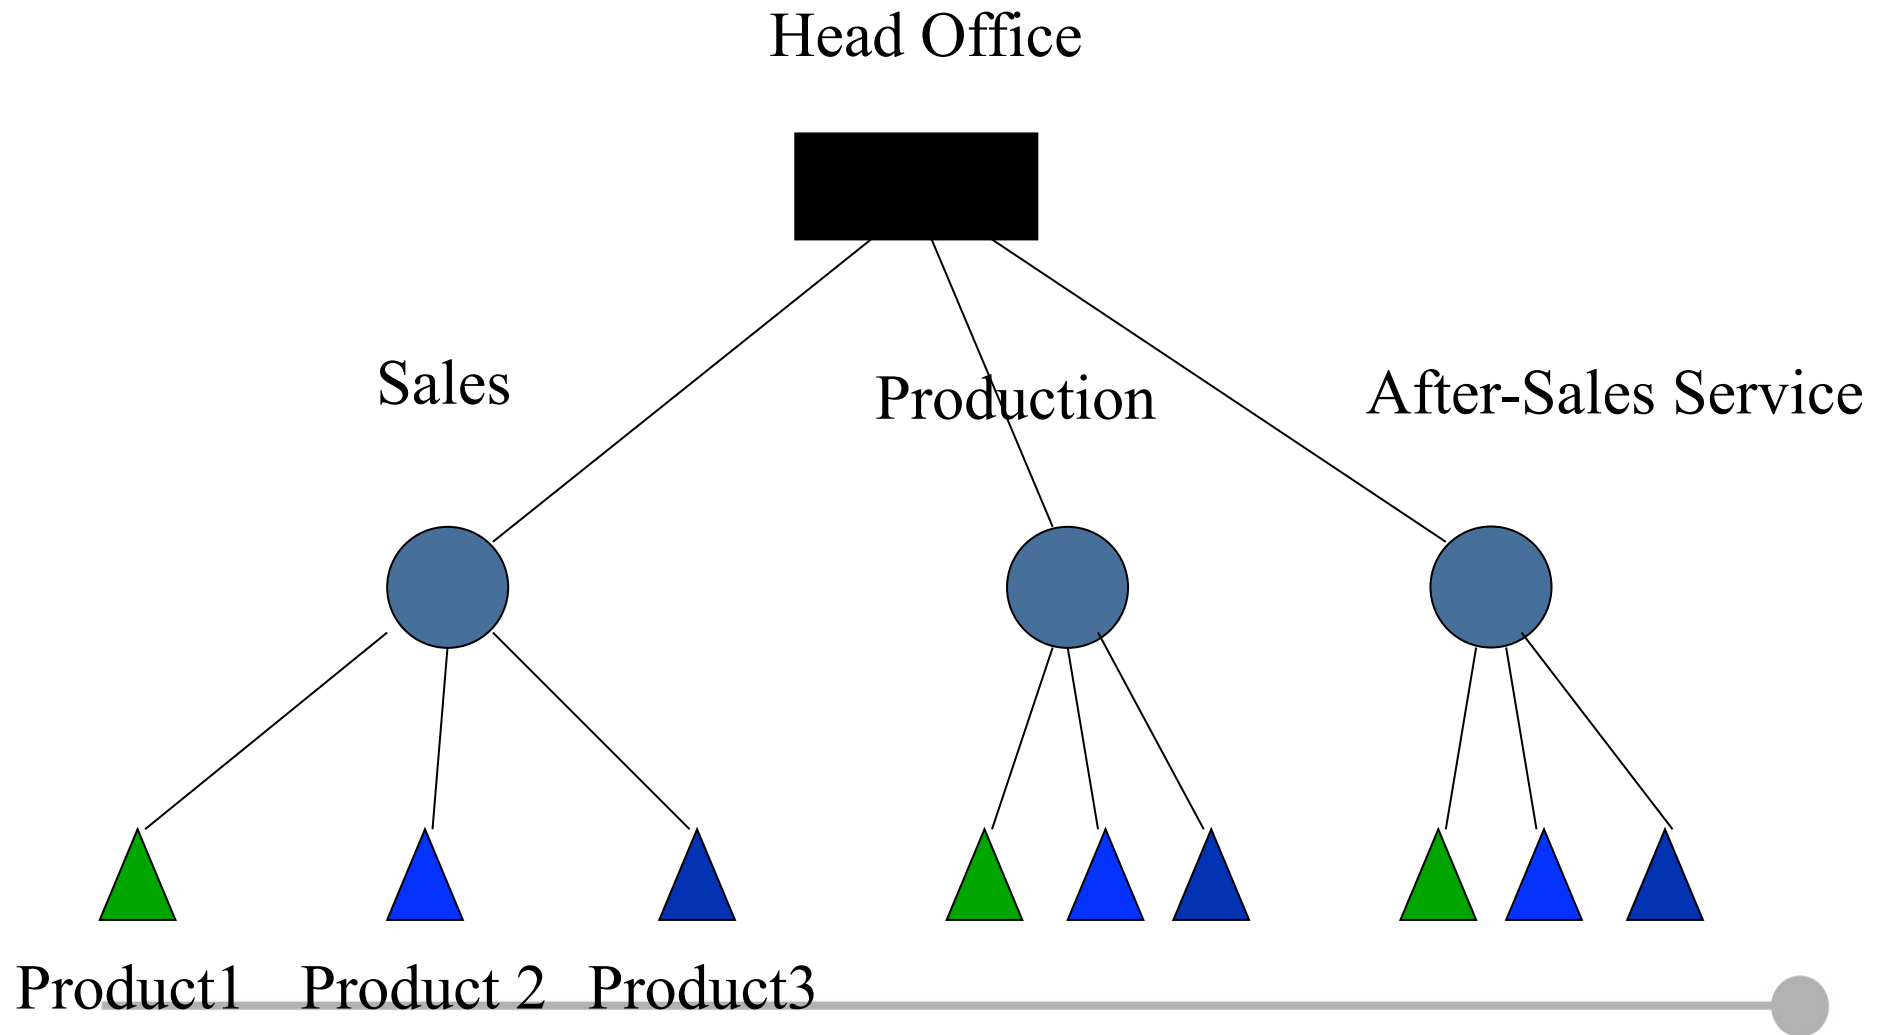 Head Office
Sales
Production
After-Sales Service
Product1
Product 2
Product3